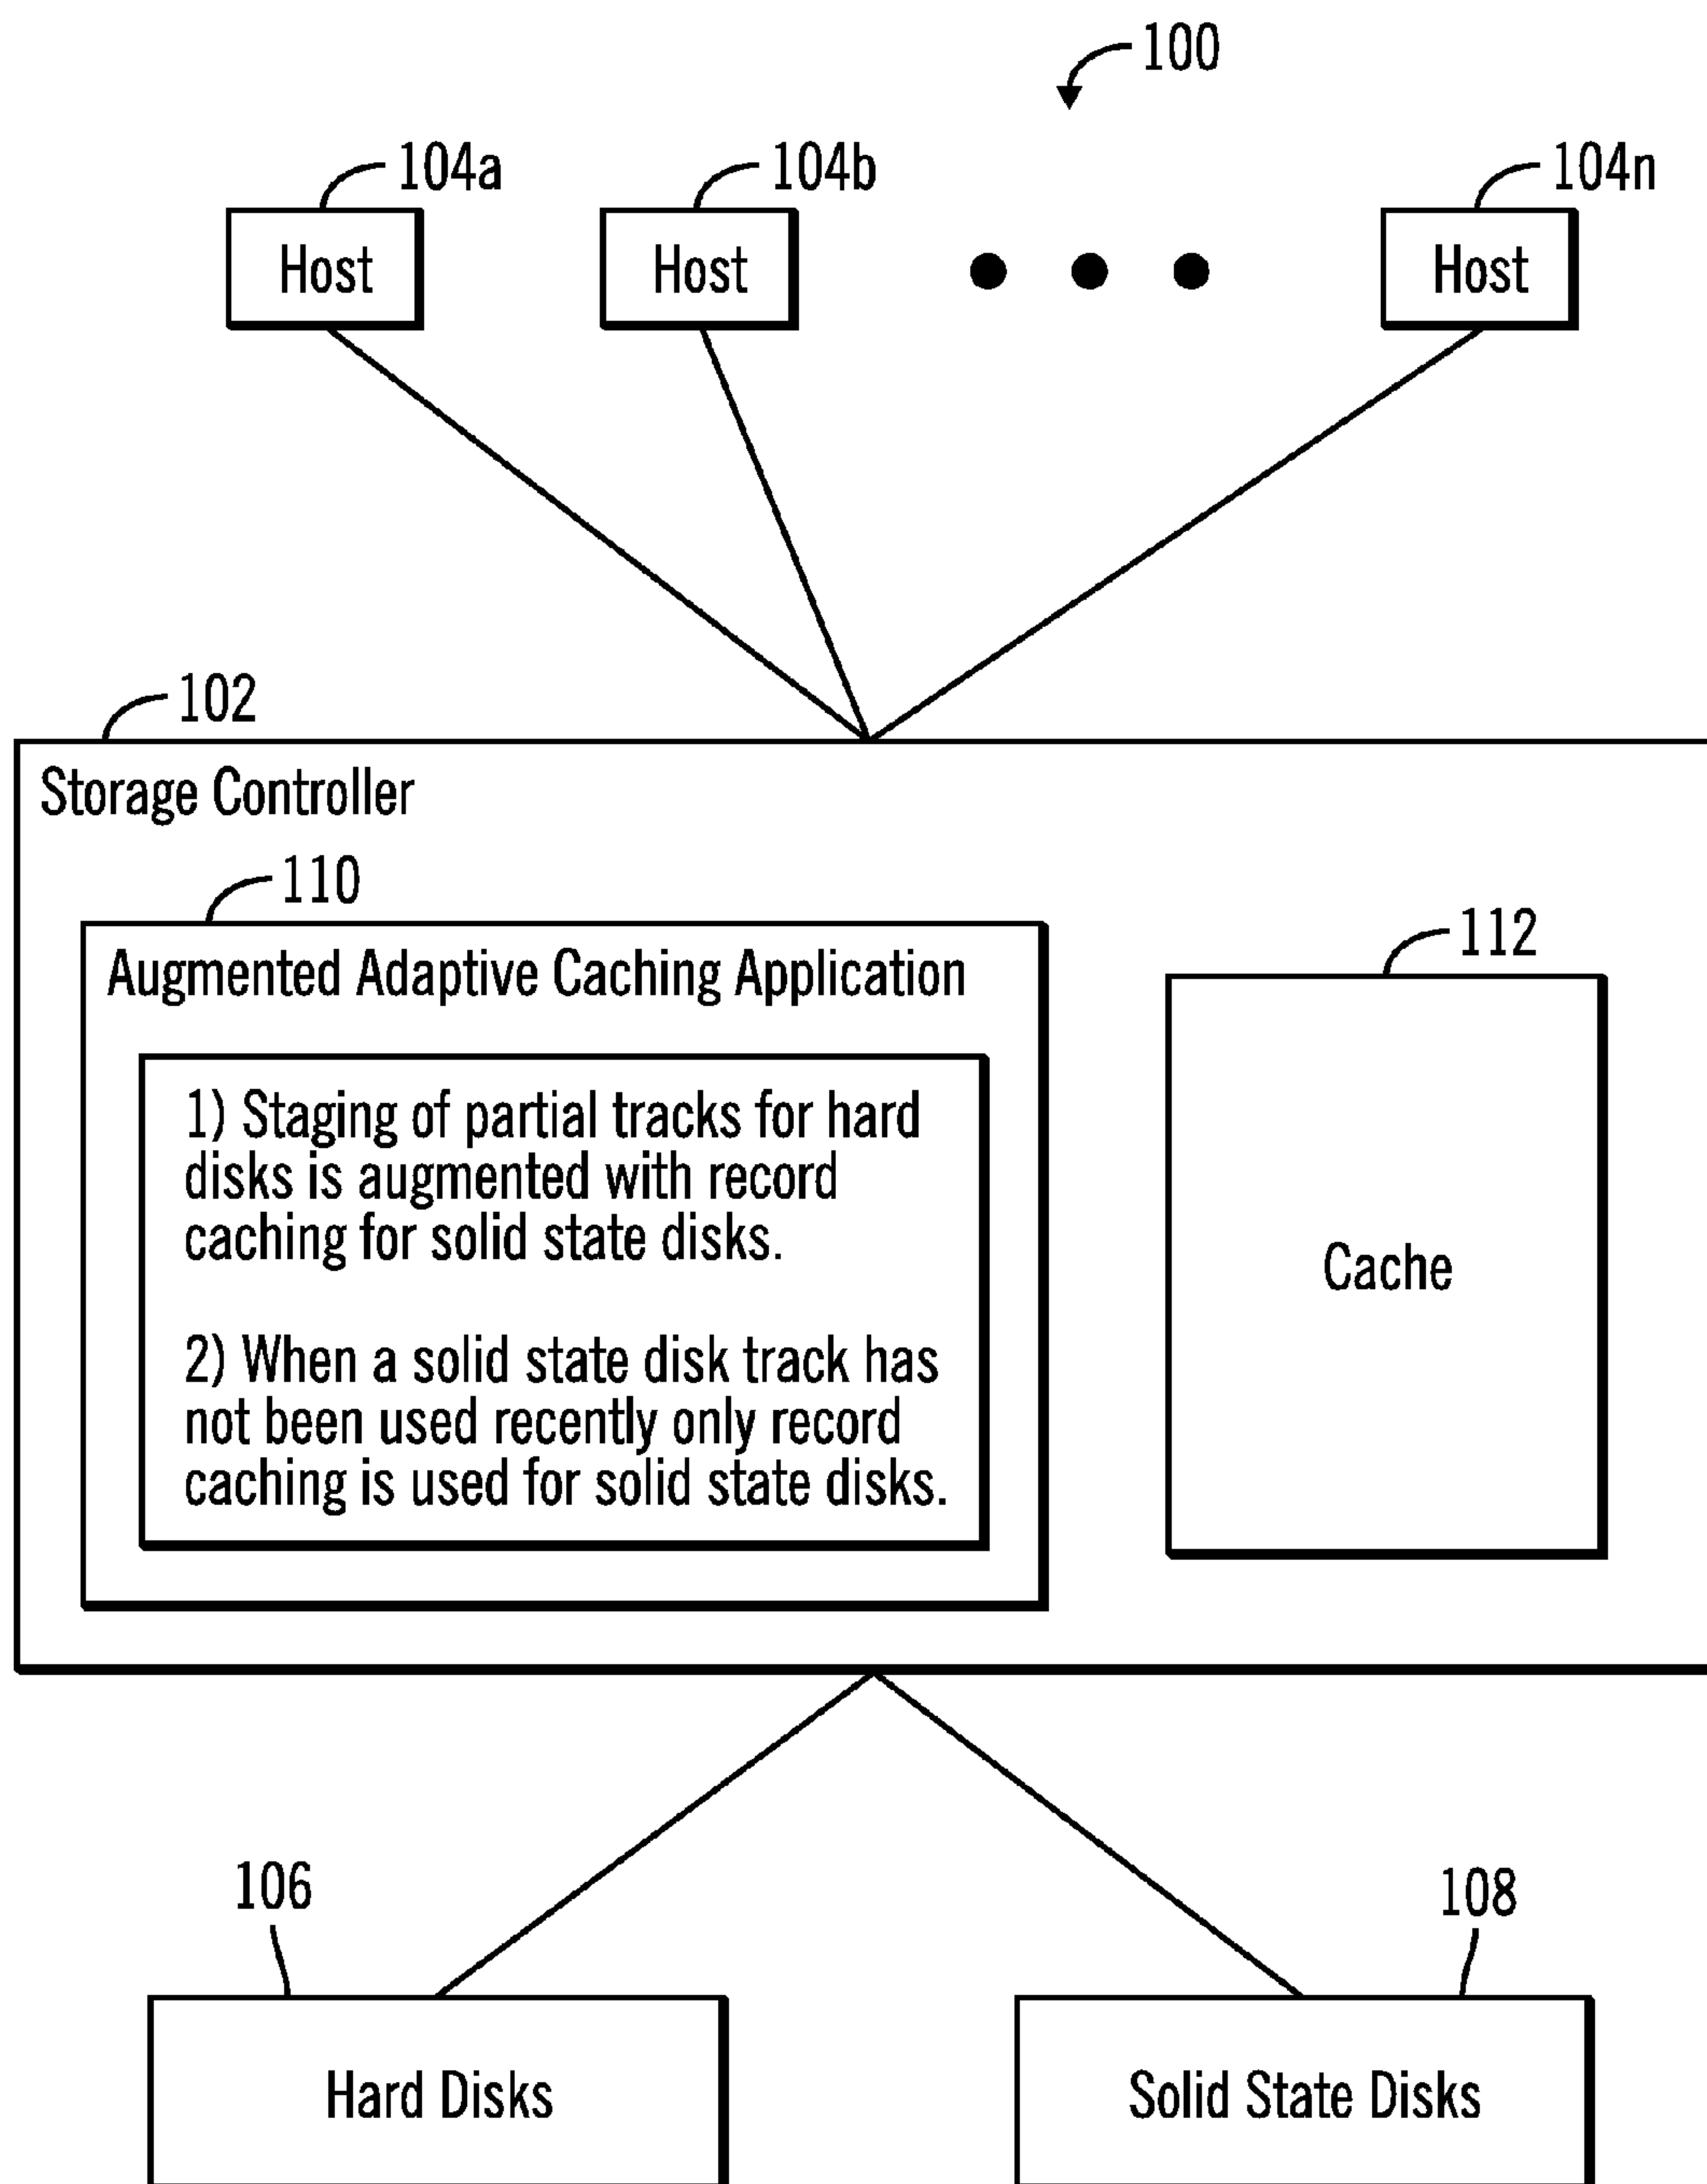 100
104a
104b
104n
Host
Host
Host
102
Storage Controller
110
Augmented Adaptive Caching Application
112
1) Staging of partial tracks for hard
disks is augmented with record
caching for solid state disks.
2) When a solid state disk track has
not been used recently only record
caching is used for solid state disks.
Cache
106
108
Hard Disks
Solid State Disks